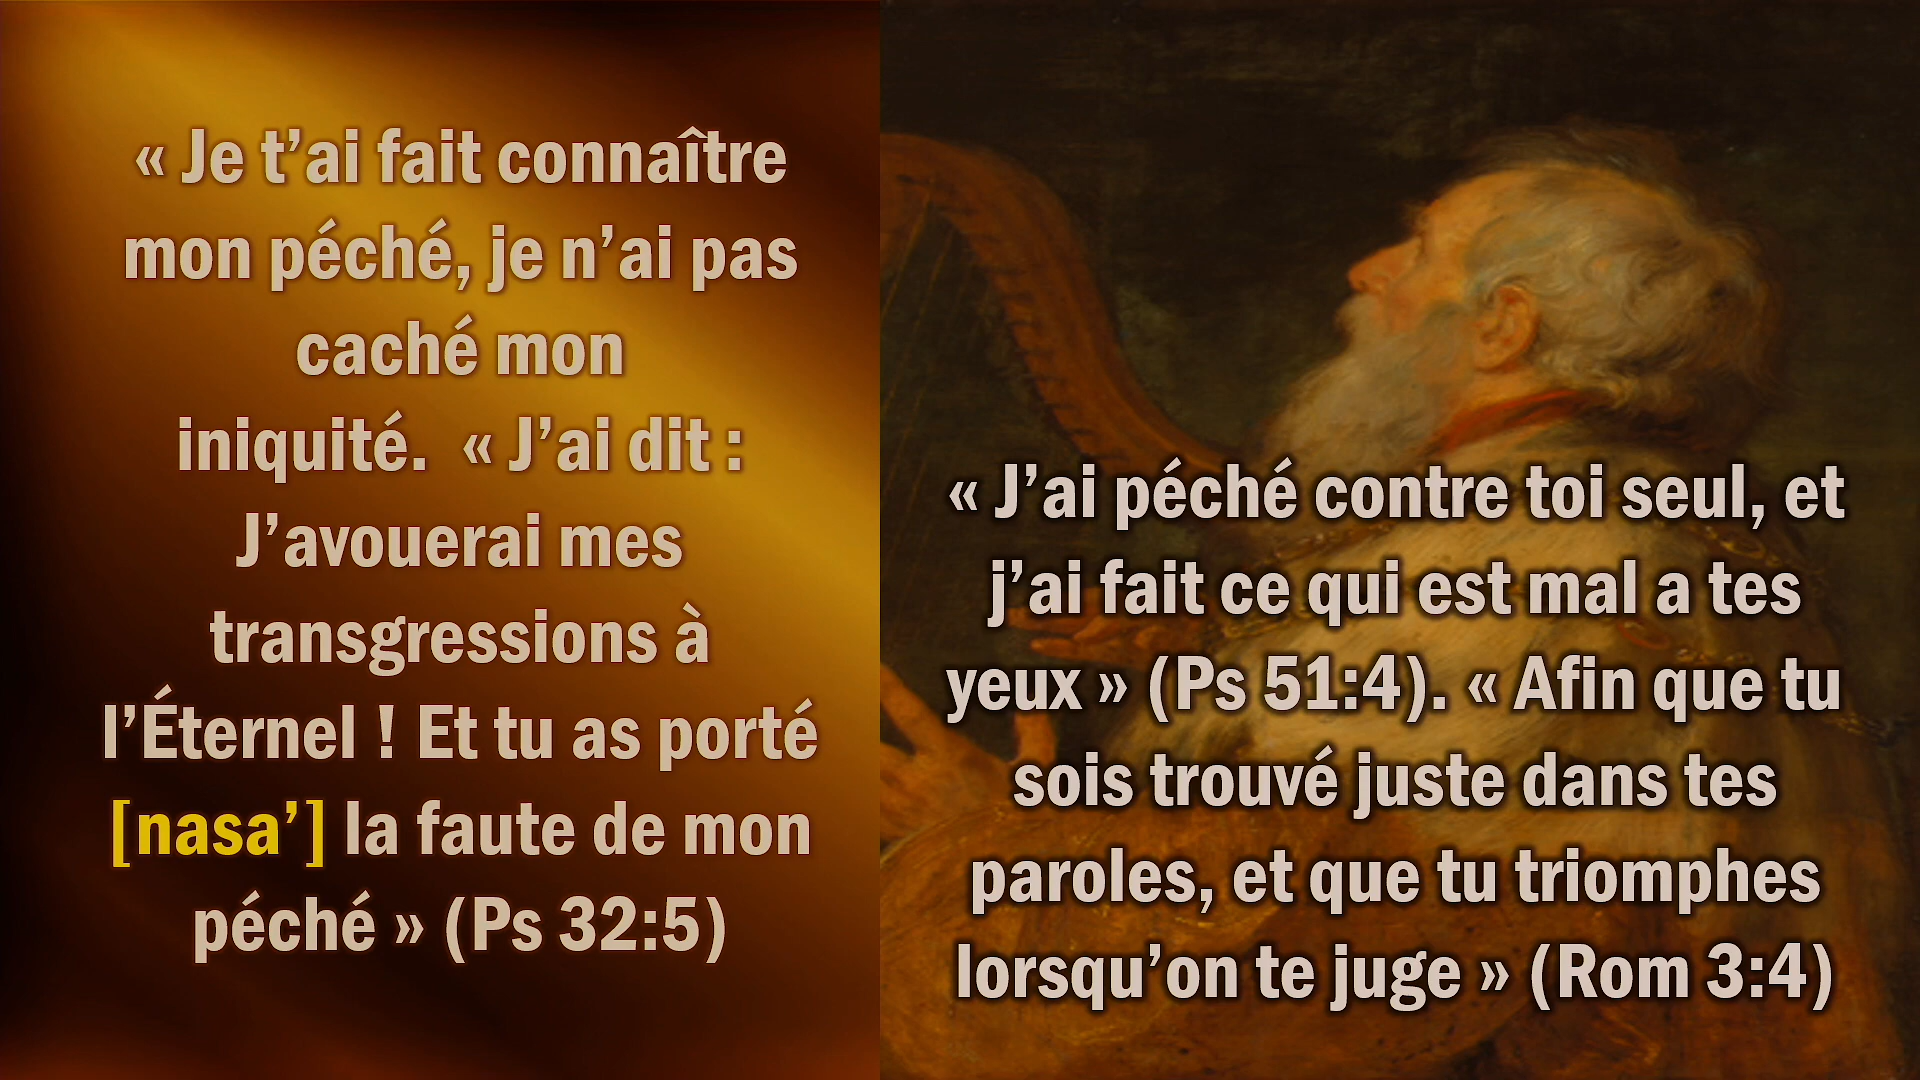 « Je t’ai fait connaître
mon péché, je n’ai pas
caché mon
iniquité.  « J’ai dit :
J’avouerai mes
transgressions à
l’Éternel ! Et tu as porté
[nasa’] la faute de mon
péché » (Ps 32:5)
« J’ai péché contre toi seul, et
j’ai fait ce qui est mal a tes
yeux » (Ps 51:4). « Afin que tu
sois trouvé juste dans tes
paroles, et que tu triomphes
lorsqu’on te juge » (Rom 3:4)